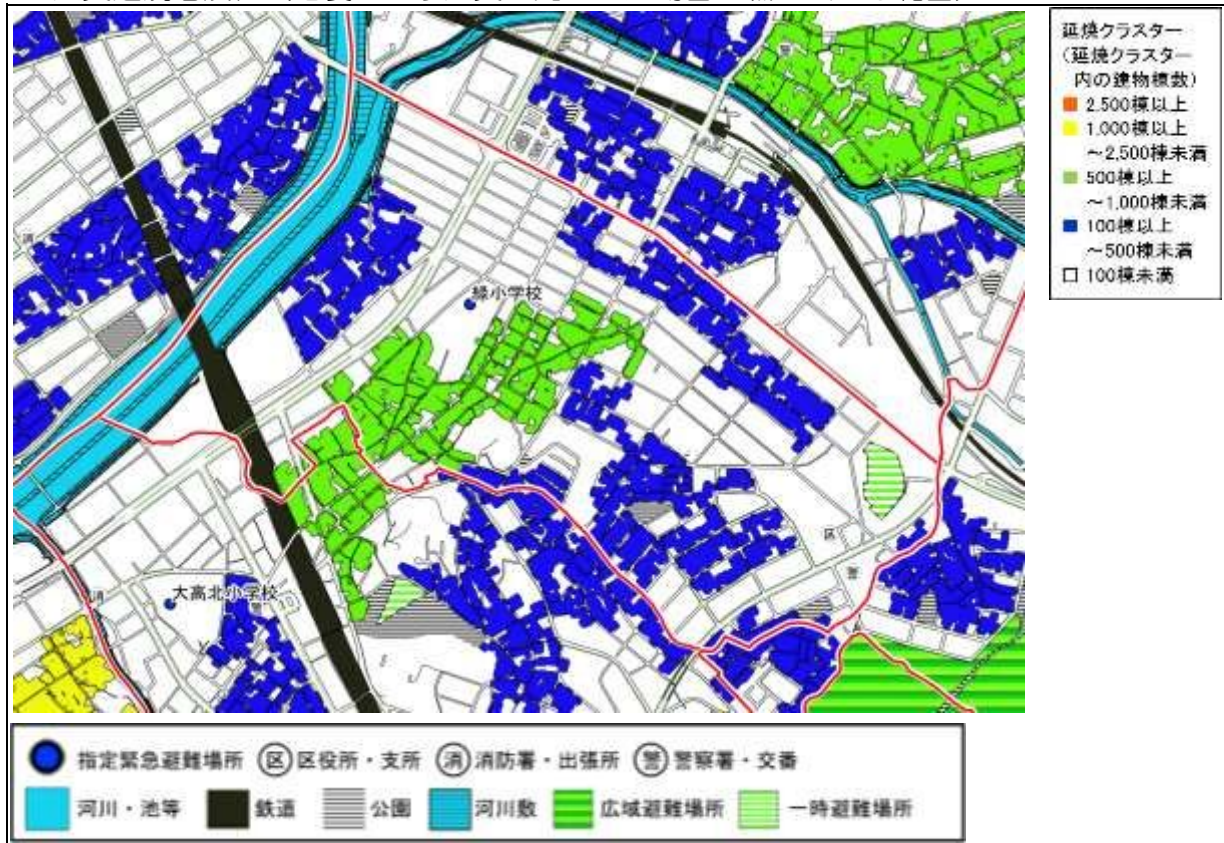 延焼クラスター
(延焼クラスター
内の建物棟数)
2,500棟以上
1,000棟以上
～2,500棟未満
500棟以上
～1,000棟未満
100棟以上
～500棟未満
100棟未満
緑小学校
大高北小学校
区
警
消
指定緊急避難場所
区 区役所・支所
消 消防署・出張所
警 警察署・交番
河川・池等
鉄道
公園
河川敷
広域避難場所
一時避難場所